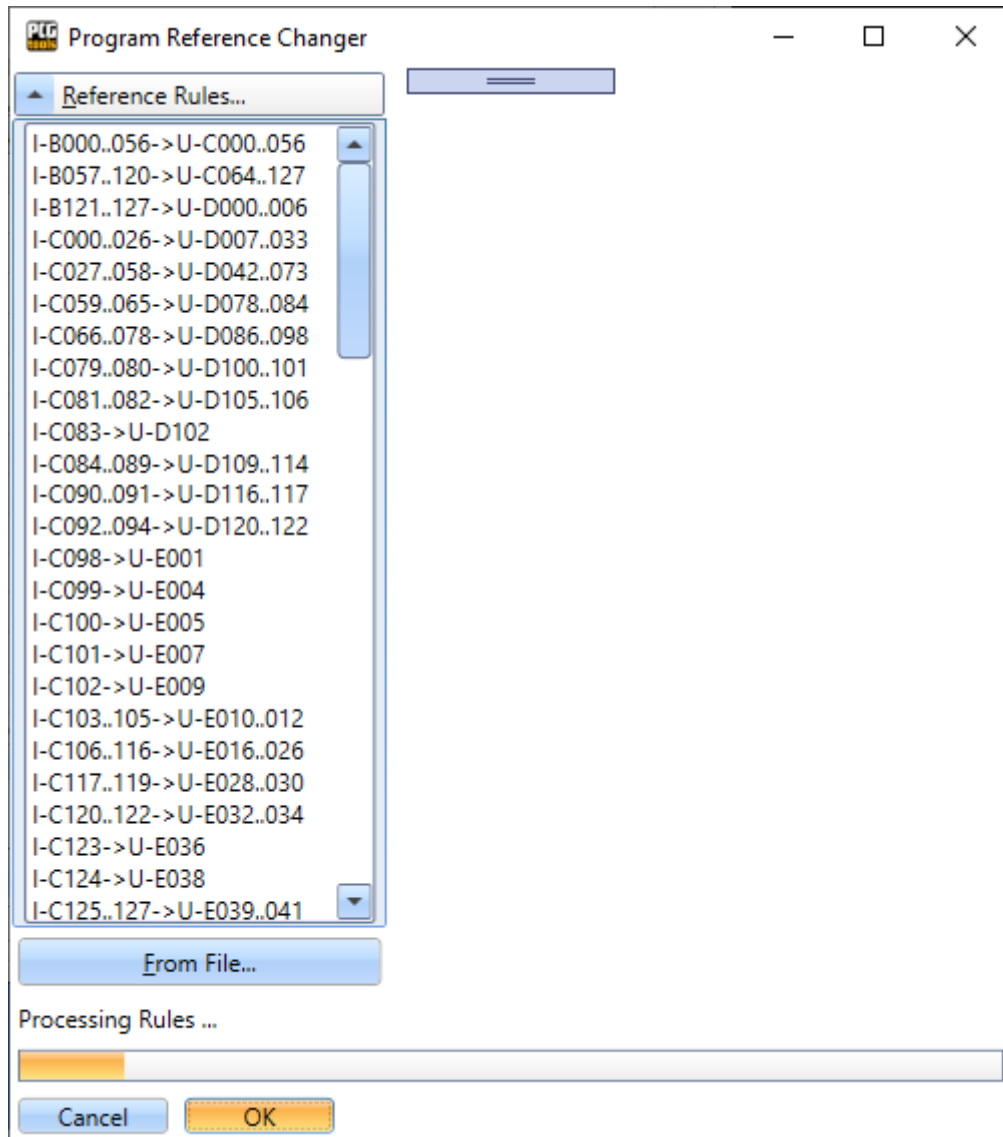 PCG
tools
Program Reference Changer
Reference Rules...
I-B000..056->U-C000..056
I-B057..120->U-C064..127
I-B121..127->U-D000..006
I-C000..026->U-D007..033
I-C027..058->U-D042..073
I-C059..065->U-D078..084
I-C066..078->U-D086..098
I-C079..080->U-D100..101
I-C081..082->U-D105..106
I-C083->U-D102
I-C084..089->U-D109..114
I-C090..091->U-D116..117
I-C092..094->U-D120..122
I-C098->U-E001
I-C099->U-E004
I-C100->U-E005
I-C101->U-E007
I-C102->U-E009
I-C103..105->U-E010..012
I-C106..116->U-E016..026
I-C117..119->U-E028..030
I-C120..122->U-E032..034
I-C123->U-E036
I-C124->U-E038
I-C125..127->U-E039..041
From File...
Processing Rules ...
Cancel OK